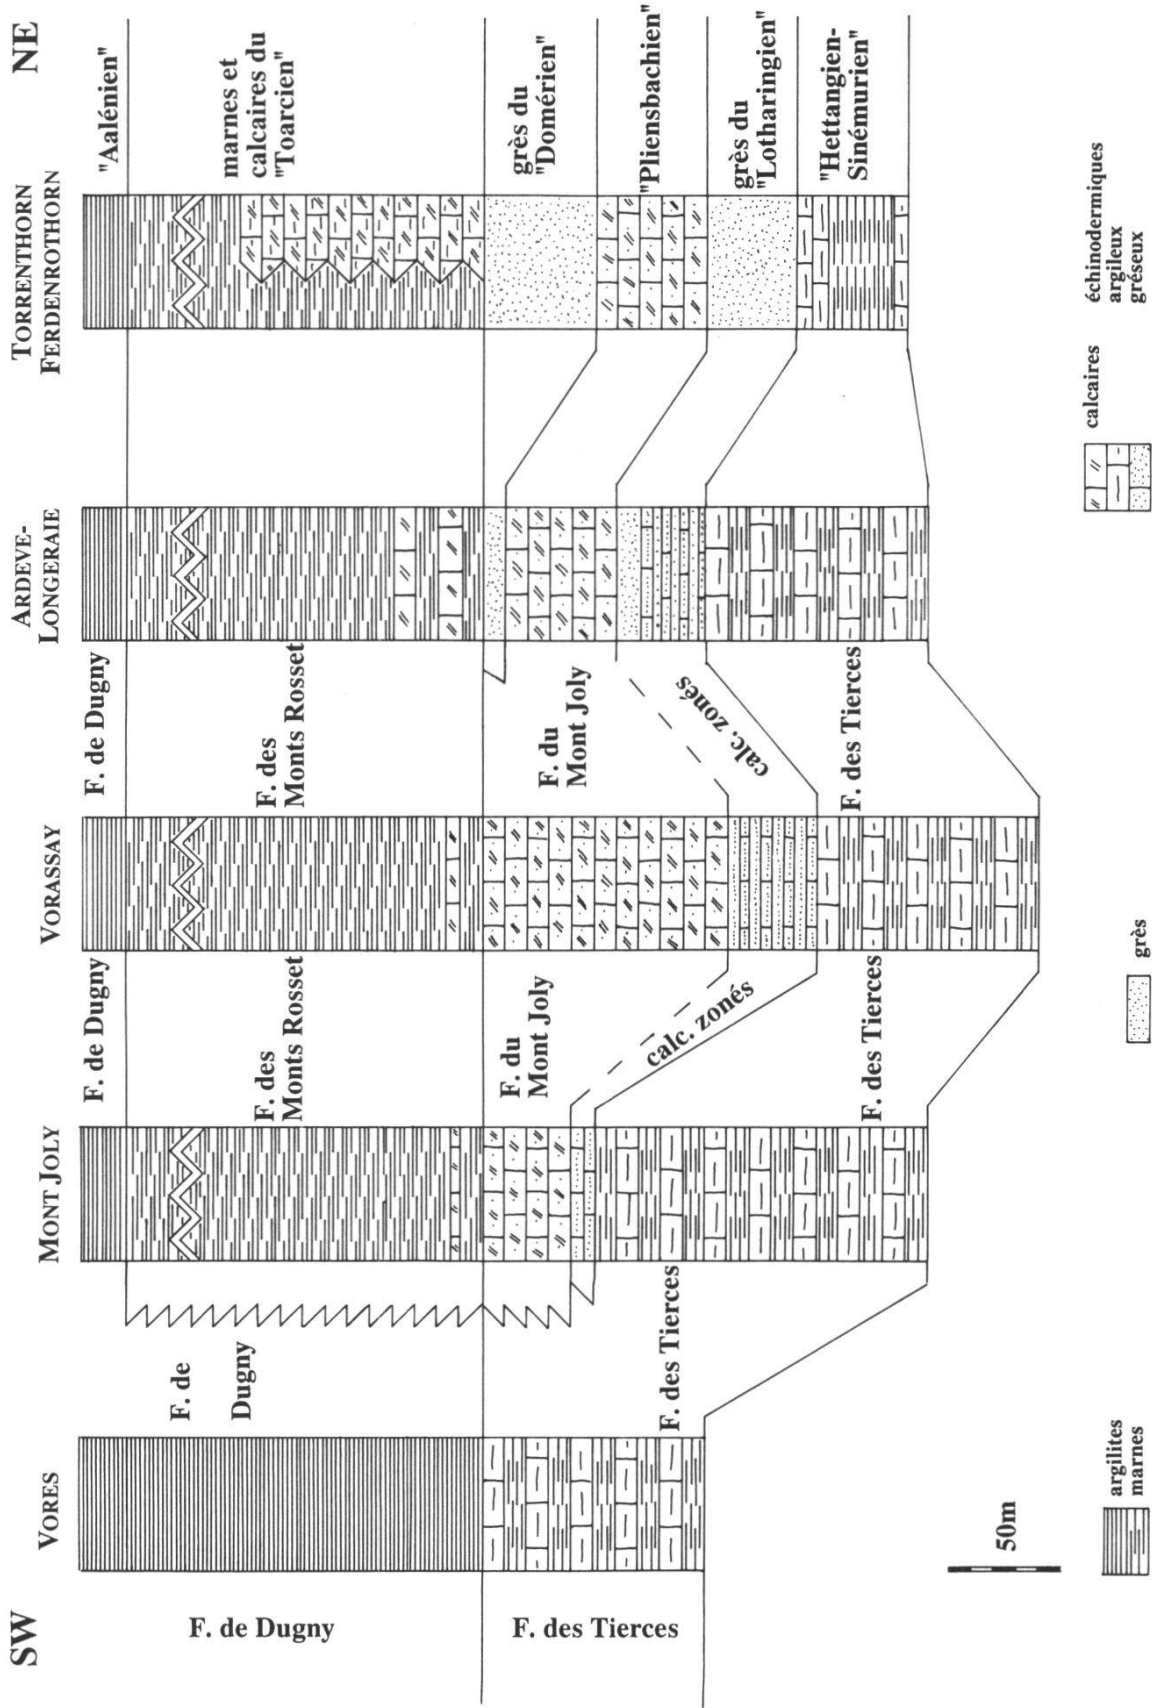 SW
NE
VORES
MONT JOLY
VORASSAY
ARDEVE-
LONGERAIE
TORRENTHORN
FERDENROTHORN
F. de Dugny
F. des Tierces
F. de
Dugny
F. des Tierces
F. de Dugny
F. des
Monts Rosset
F. du
Mont Joly
calc. zonés
F. des Tierces
F. de Dugny
F. des
Monts Rosset
F. du
Mont Joly
calc. zonés
F. des Tierces
"Aalénien"
marnes et
calcaires du
"Toarcien"
grès du
"Domérien"
"Pliensbachien"
grès du
"Lotharingien"
"Hettangien-
Sinémurien"
50m
argilites
marnes
grès
calcaires
échinodermiques
argileux
gréseux